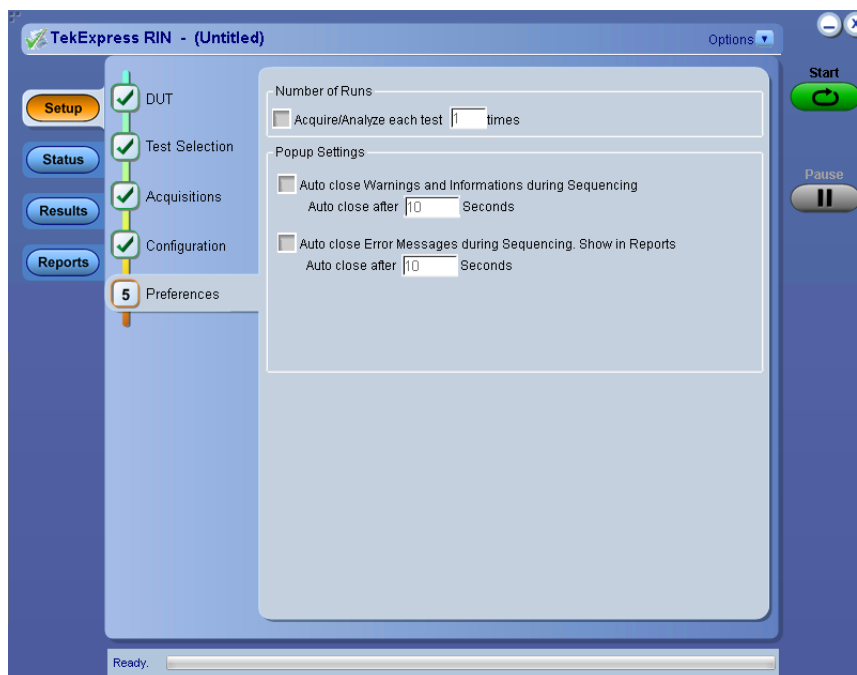 TekExpress RIN - (Untitled)
Options
Setup
Status
Results
Reports
DUT
Test Selection
Acquisitions
Configuration
5 Preferences
Number of Runs
Acquire/Analyze each test 1 times
Popup Settings
Auto close Warnings and Informations during Sequencing
Auto close after 10 Seconds
Auto close Error Messages during Sequencing. Show in Reports
Auto close after 10 Seconds
Start
Pause
Ready.